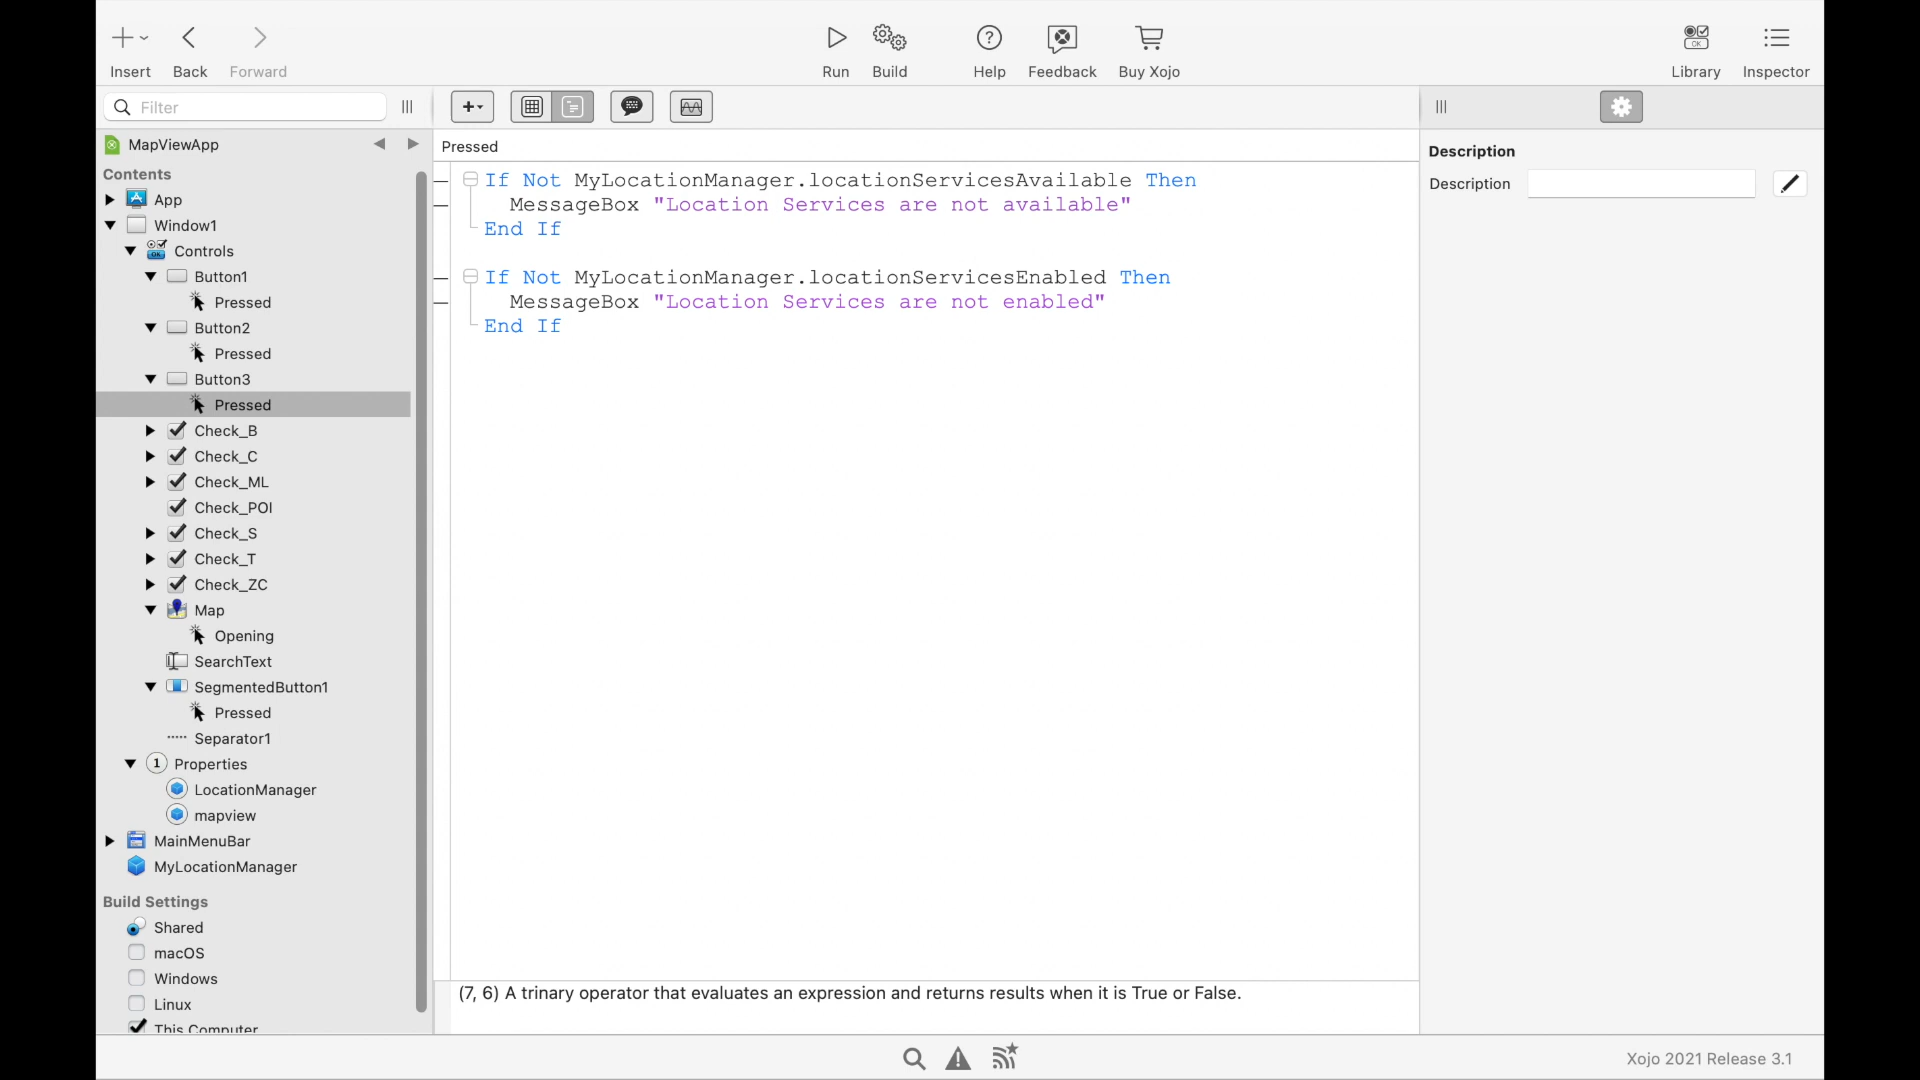 Insert Back Forward Run Build Help Feedback Buy Xojo Library Inspector
OK
Filter
MapViewApp
Contents
App
Window1
Controls
Button1
Pressed
Button2
Pressed
Button3
Pressed
Check_B
Check_C
Check_ML
Check_POI
Check_S
Check_T
Check_ZC
Map
Opening
SearchText
SegmentedButton1
Pressed
Separator1
1 Properties
LocationManager
mapview
MainMenuBar
MyLocationManager
Build Settings
Shared
macOS
Windows
Linux
This Computer
Pressed
If Not MyLocationManager.locationServicesAvailable Then
MessageBox "Location Services are not available"
End If
If Not MyLocationManager.locationServicesEnabled Then
MessageBox "Location Services are not enabled"
End If
(7, 6) A trinary operator that evaluates an expression and returns results when it is True or False.
Description
Description
Xojo 2021 Release 3.1